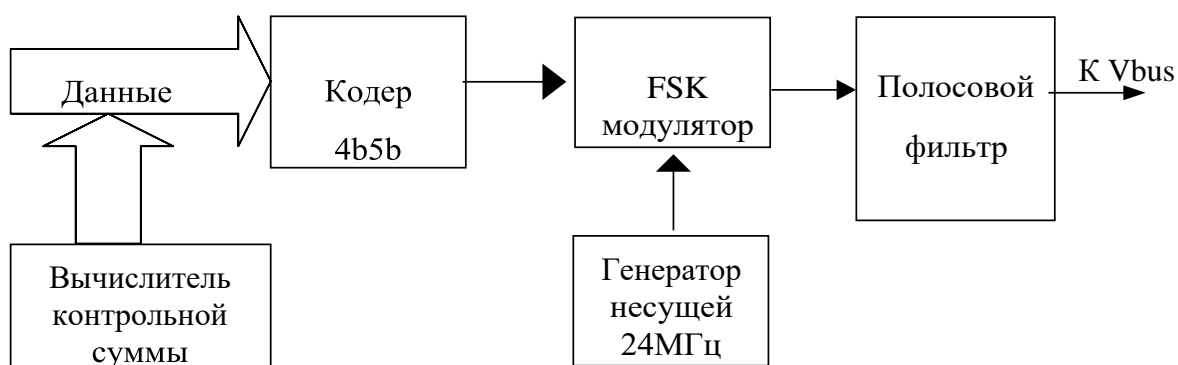 Данные
Кодер
4b5b
FSK
модулятор
Полосовой
фильтр
К Vbus
Вычислитель
контрольной
суммы
Генератор
несущей
24МГц